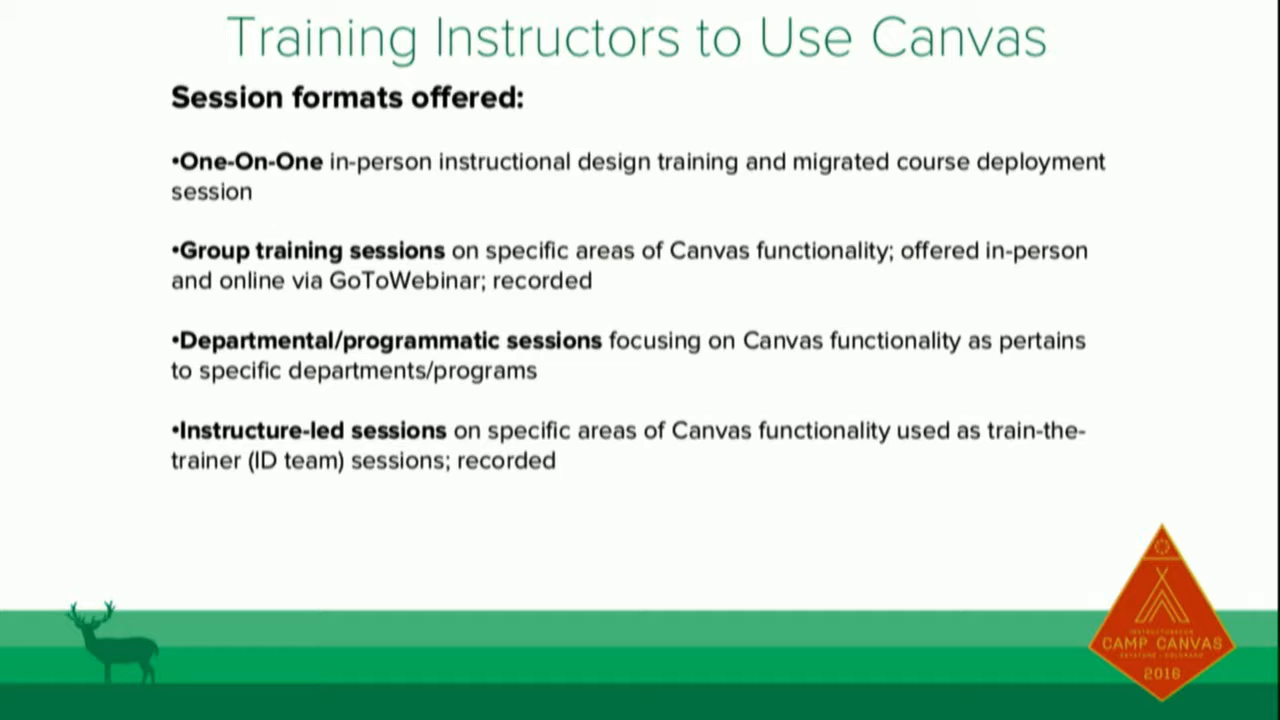 Training Instructors to Use Canvas
Session formats offered:
•One-On-One in-person instructional design training and migrated course deployment
session
•Group training sessions on specific areas of Canvas functionality; offered in-person
and online via GoToWebinar; recorded
•Departmental/programmatic sessions focusing on Canvas functionality as pertains
to specific departments/programs
•Instructure-led sessions on specific areas of Canvas functionality used as train-the-
trainer (ID team) sessions; recorded
CAMP CANVAS
2016